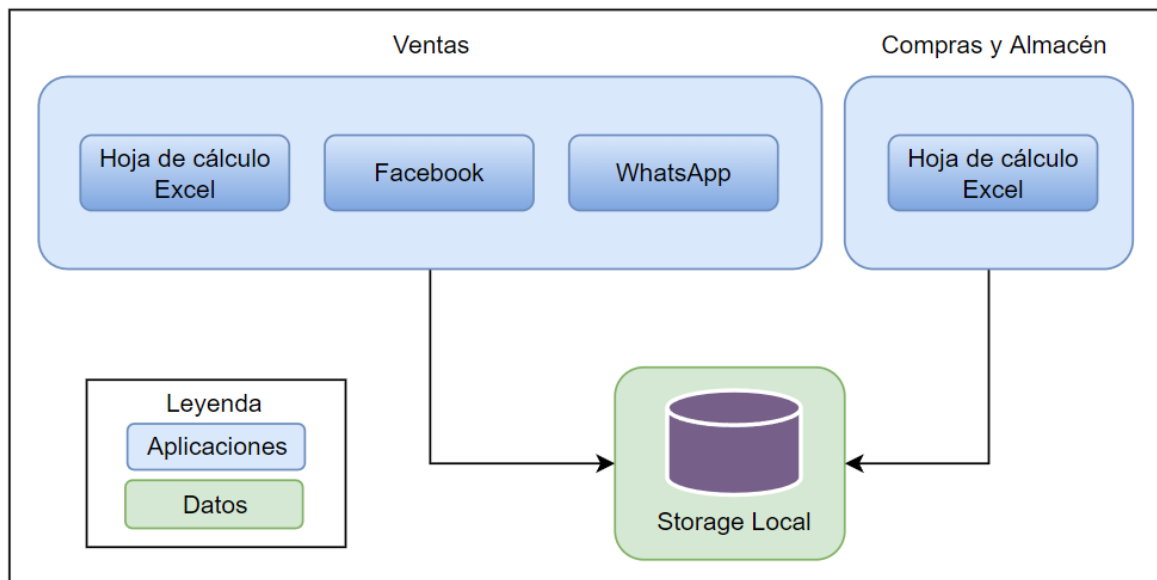 Ventas
Compras y Almacén
Hoja de cálculo
Excel
Facebook
WhatsApp
Hoja de cálculo
Excel
Leyenda
Aplicaciones
Datos
Storage Local